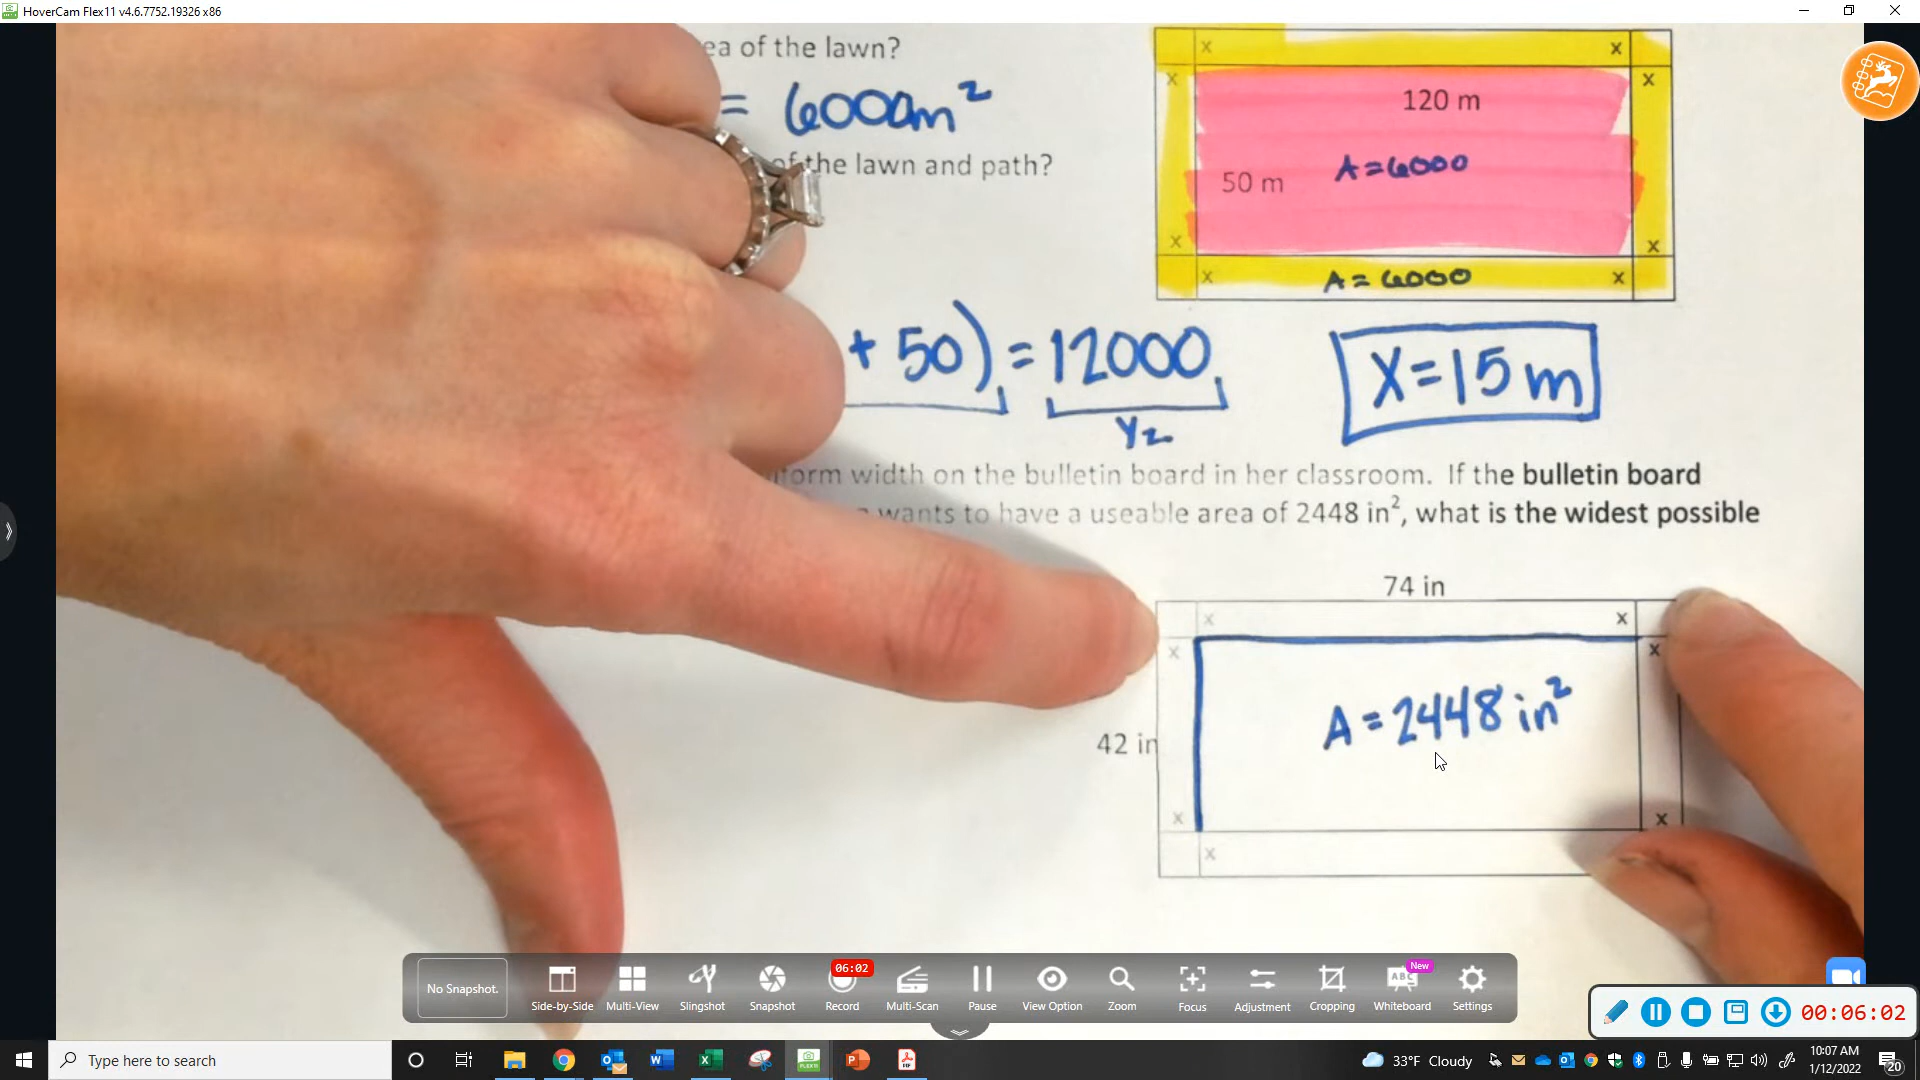 HoverCam Flex11 v4.6.7752.19326 x86
ea of the lawn?
= 6000m²
of the lawn and path?
x x
x x
120 m
A=6000
50 m
x x
x x
A=6000
+ 50) = 12000
Y2
X=15m
form width on the bulletin board in her classroom. If the bulletin board
wants to have a useable area of 2448 in², what is the widest possible
74 in
x x
x x
A = 2448 in²
42 in
x x
x
No Snapshot.
Side-by-Side Multi-View Slingshot Snapshot 06:02 Record Multi-Scan Pause View Option Zoom Focus Adjustment Cropping New ABC Whiteboard Settings
00:06:02
Type here to search
33°F Cloudy
10:07 AM
1/12/2022
20